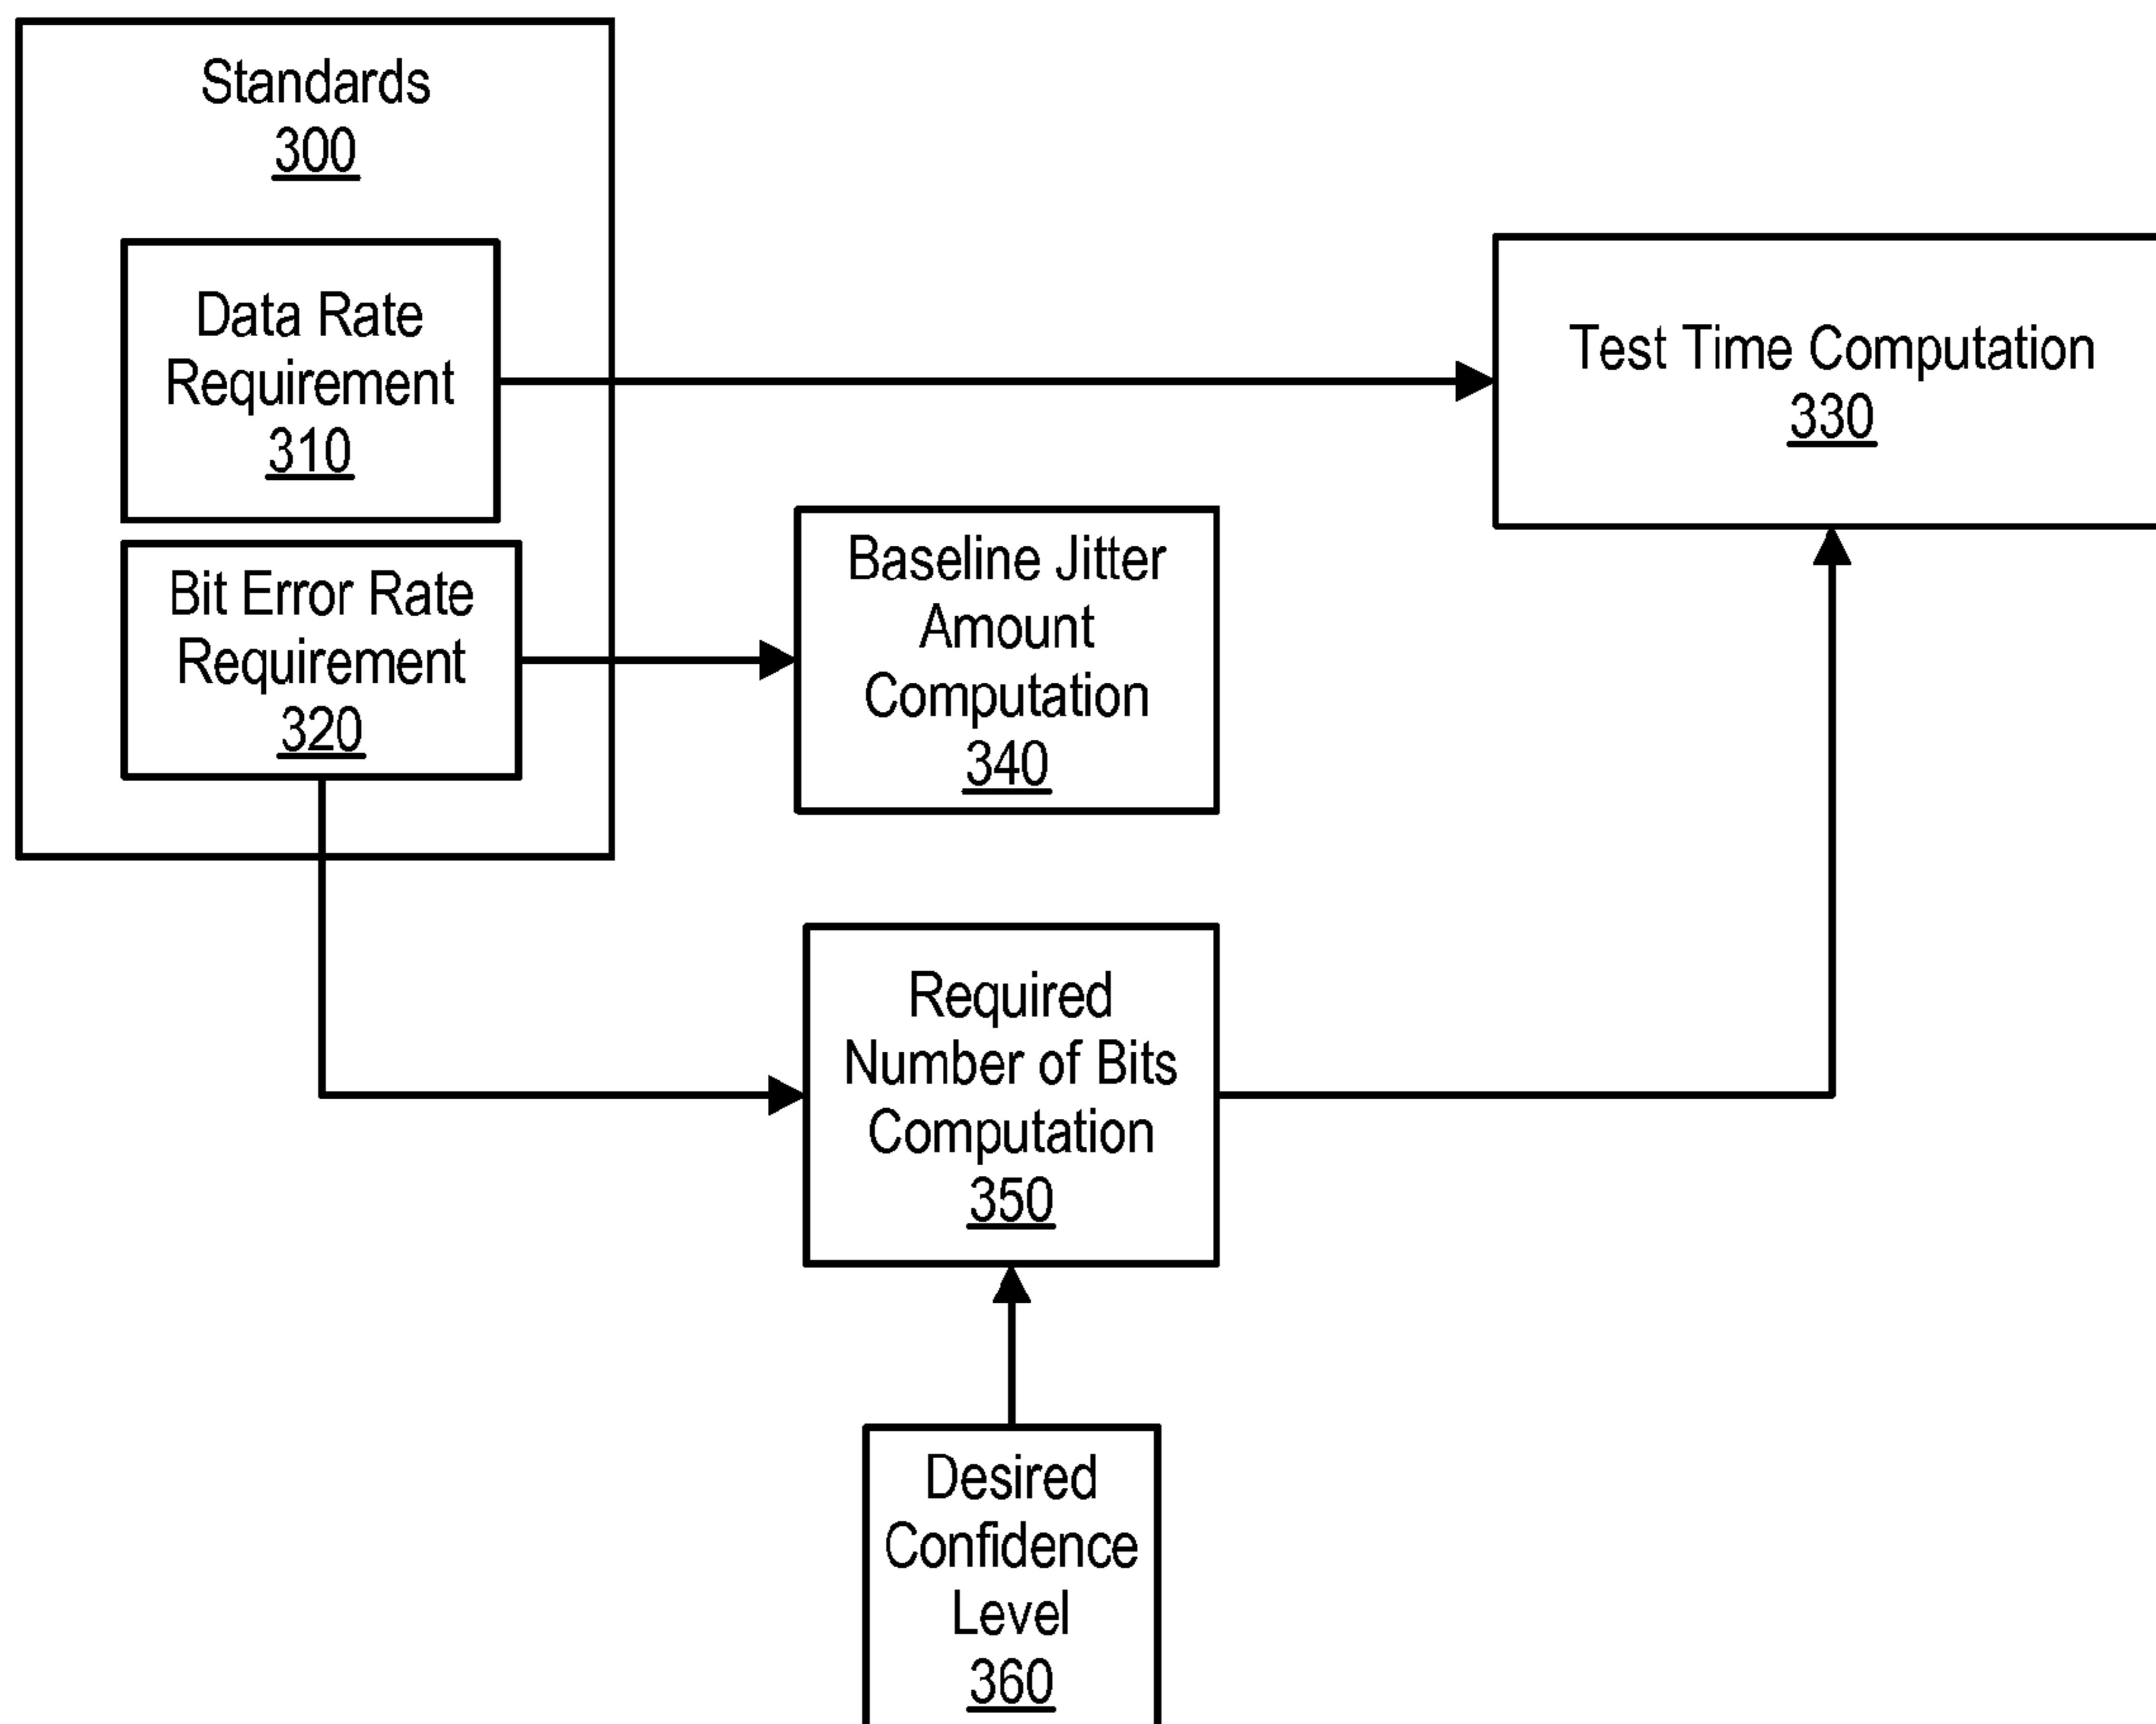 Standards
300
Data Rate
Requirement
310
Bit Error Rate
Requirement
320
Test Time Computation
330
Baseline Jitter
Amount
Computation
340
Required
Number of Bits
Computation
350
Desired
Confidence
Level
360